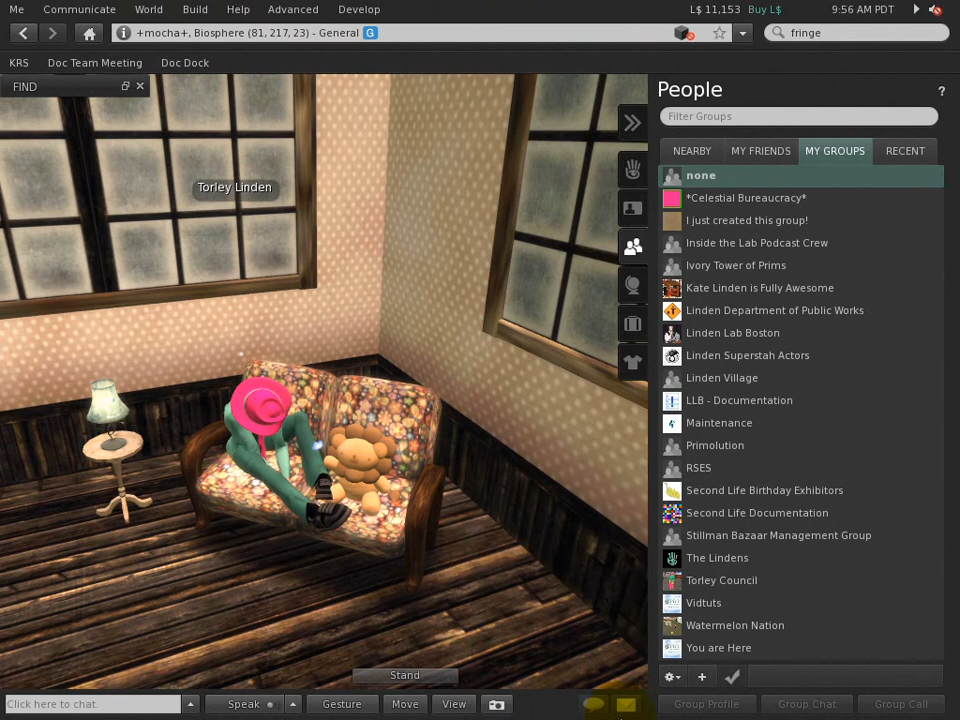 Me Communicate World Build Help Advanced Develop L$ 11,153 Buy L$ 9:56 AM PDT
+mocha+, Biosphere (81, 217, 23) - General G fringe
KRS Doc Team Meeting Doc Dock
FIND
People ?
Filter Groups
NEARBY MY FRIENDS MY GROUPS RECENT
none
Torley Linden
*Celestial Bureaucracy*
I just created this group!
Inside the Lab Podcast Crew
Ivory Tower of Prims
Kate Linden is Fully Awesome
Linden Department of Public Works
Linden Lab Boston
Linden Superstah Actors
Linden Village
LLB - Documentation
Maintenance
Primolution
RSES
Second Life Birthday Exhibitors
Second Life Documentation
Stillman Bazaar Management Group
The Lindens
Torley Council
Vidtuts
Watermelon Nation
You are Here
Stand
Click here to chat. Speak Gesture Move View Group Profile Group Chat Group Call